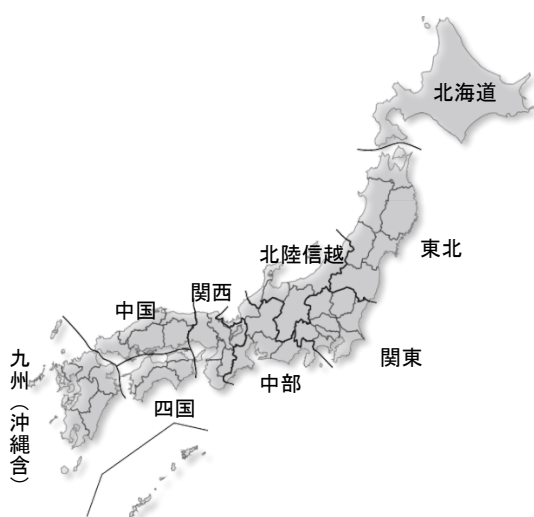 北海道
東北
北陸信越
関東
関西
中部
中国
四国
九州（沖縄含）